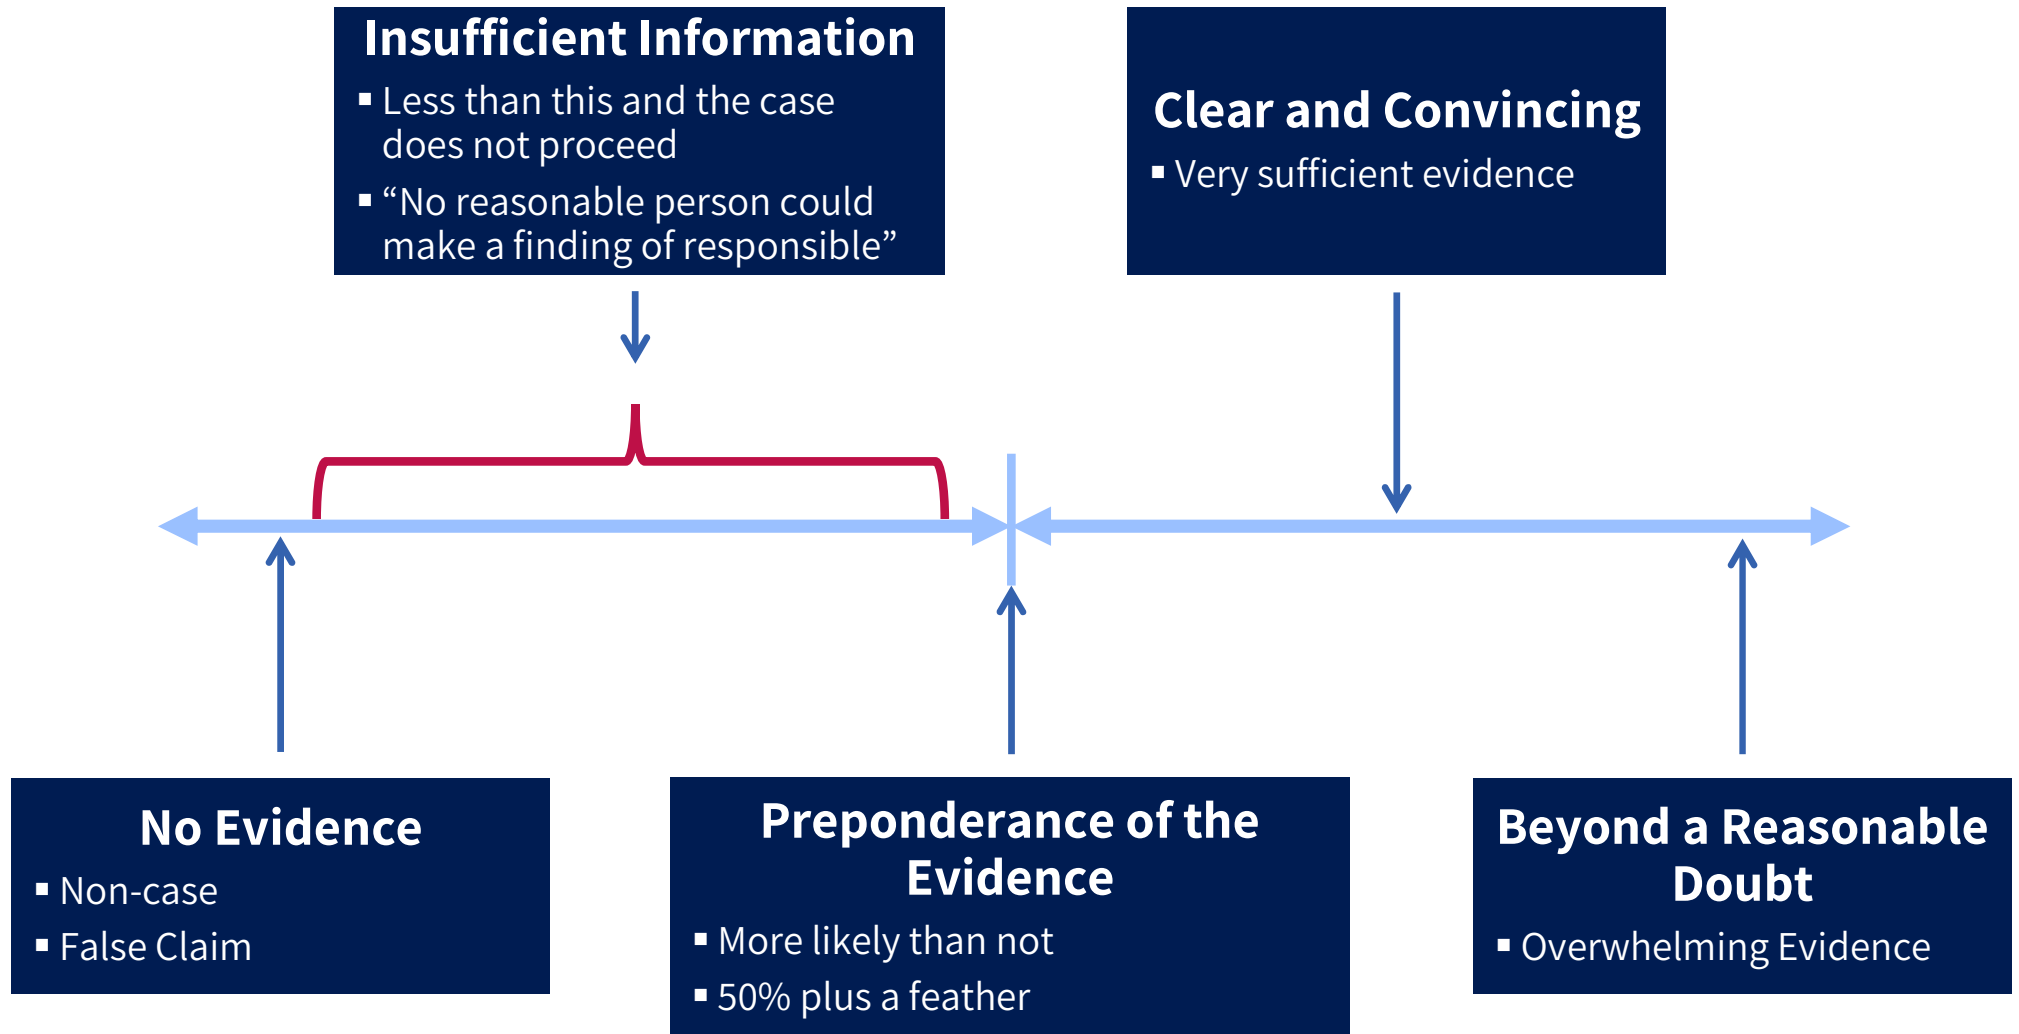 Insufficient Information
▪ Less than this and the case
does not proceed
▪ “No reasonable person could
make a finding of responsible”
Clear and Convincing
▪ Very sufficient evidence
No Evidence
▪ Non-case
▪ False Claim
Preponderance of the
Evidence
▪ More likely than not
▪ 50% plus a feather
Beyond a Reasonable
Doubt
▪ Overwhelming Evidence